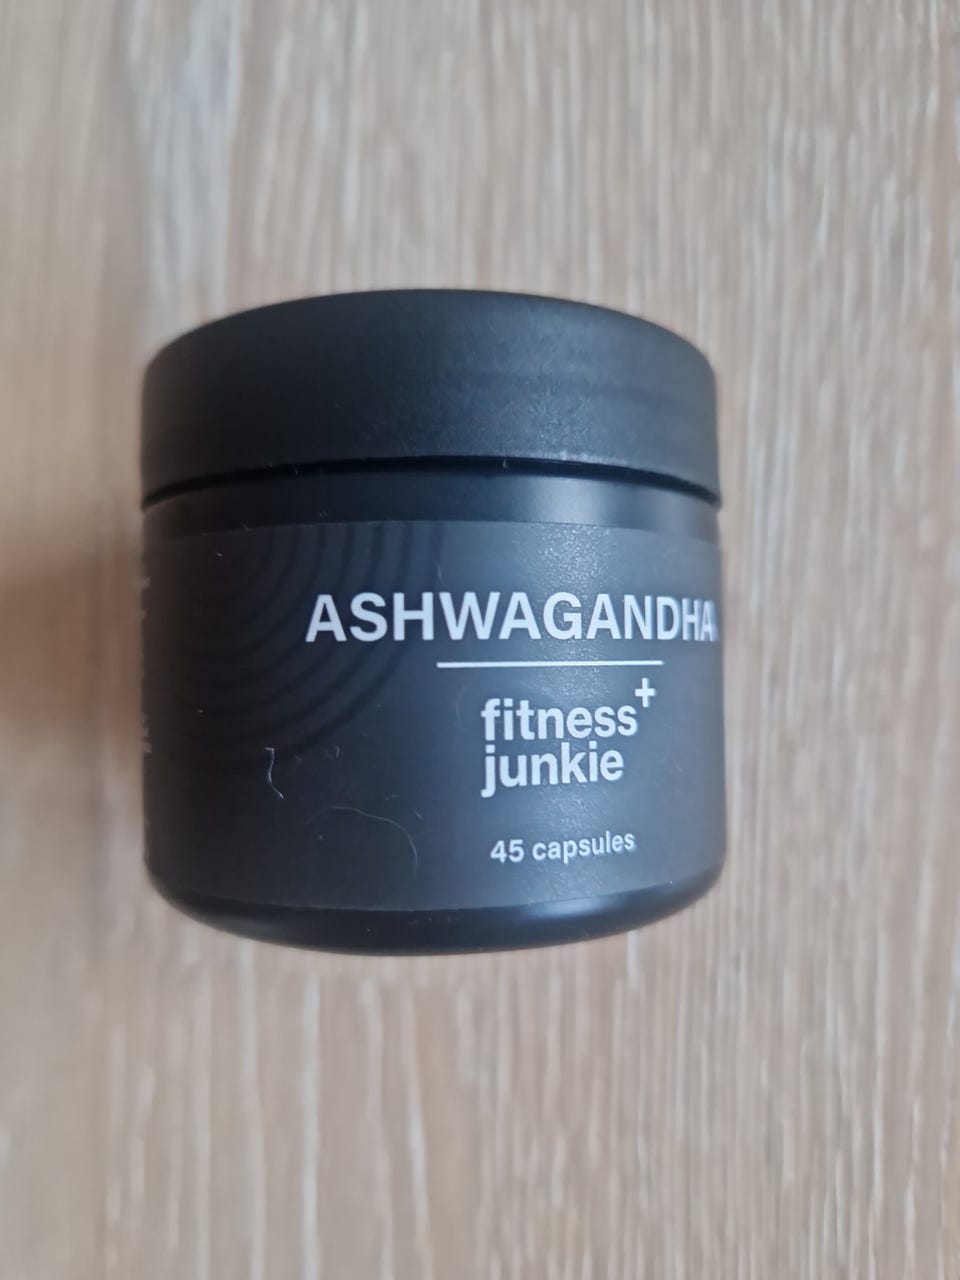 ASHWAGANDHA
fitness+
junkie
45 capsules